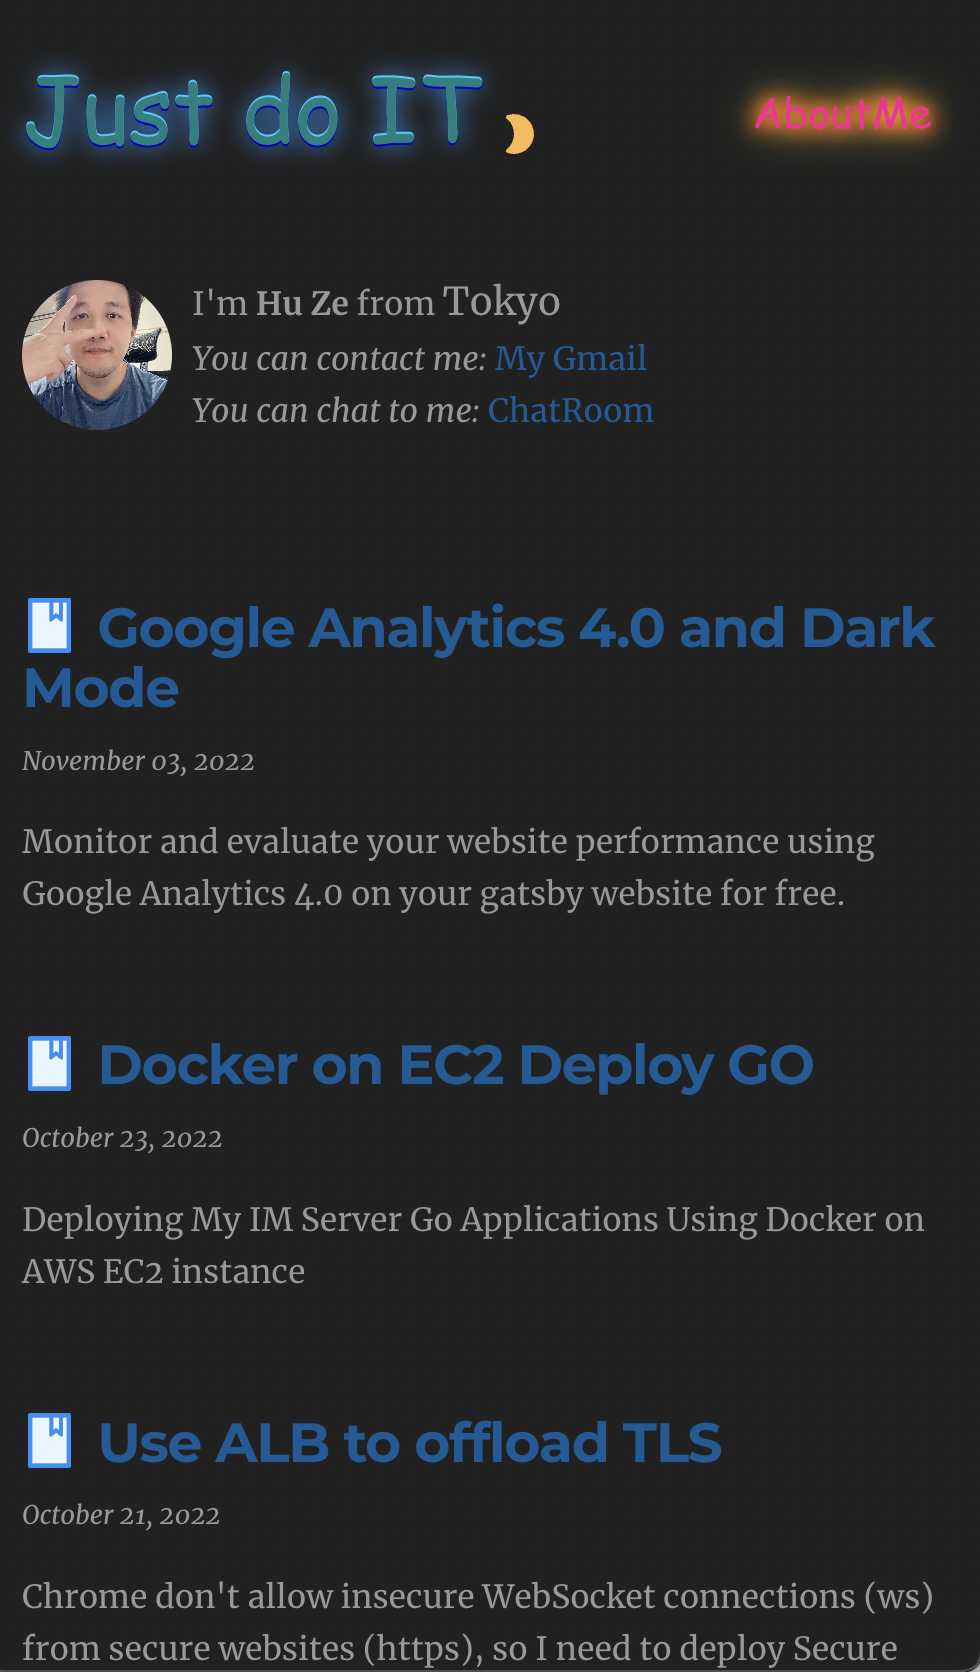 Just do IT
AboutMe
I'm Hu Ze from Tokyo
You can contact me: My Gmail
You can chat to me: ChatRoom
Google Analytics 4.0 and Dark
Mode
November 03, 2022
Monitor and evaluate your website performance using
Google Analytics 4.0 on your gatsby website for free.
Docker on EC2 Deploy GO
October 23, 2022
Deploying My IM Server Go Applications Using Docker on
AWS EC2 instance
Use ALB to offload TLS
October 21, 2022
Chrome don't allow insecure WebSocket connections (ws)
from secure websites (https), so I need to deploy Secure